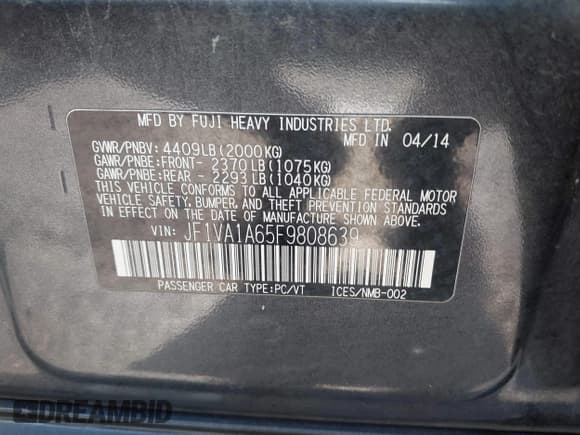 MFD BY FUJI HEAVY INDUSTRIES LTD.
MFD IN 04/14
GVWR/PNBV: 4409LB(2000KG)
GAWR/PNBE:FRONT- 2370LB(1075KG)
GAWR/PNBE:REAR - 2293LB(1040KG)
THIS VEHICLE CONFORMS TO ALL APPLICABLE FEDERAL MOTOR
VEHICLE SAFETY, BUMPER, AND THEFT PREVENTION STANDARDS
IN EFFECT ON THE DATE OF MANUFACTURE SHOWN ABOVE.
VIN: JF1VA1A65F9808639
PASSENGER CAR TYPE:PC/VT ICES/NMB-002
DREAMBID